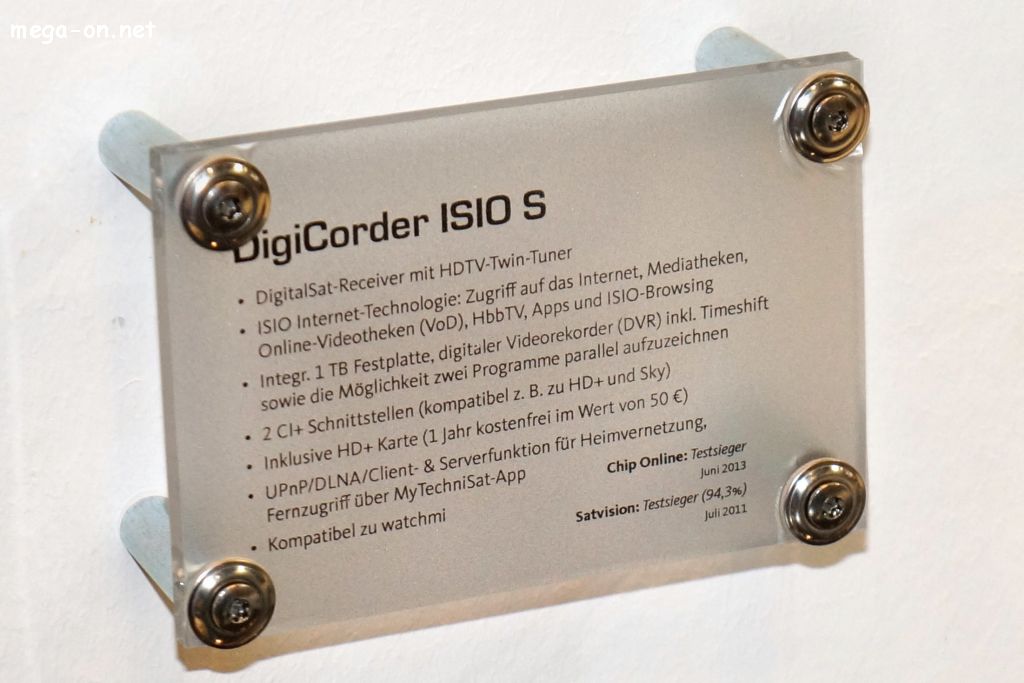 mega-on.net
DigiCorder ISIO S
• DigitalSat-Receiver mit HDTV-Twin-Tuner
• ISIO Internet-Technologie: Zugriff auf das Internet, Mediatheken,
Online-Videotheken (VoD), HbbTV, Apps und ISIO-Browsing
• Integr. 1 TB Festplatte, digitaler Videorekorder (DVR) inkl. Timeshift
sowie die Möglichkeit zwei Programme parallel aufzuzeichnen
• 2 CI+ Schnittstellen (kompatibel z. B. zu HD+ und Sky)
• Inklusive HD+ Karte (1 Jahr kostenfrei im Wert von 50 €)
• UPnP/DLNA/Client- & Serverfunktion für Heimvernetzung,
Fernzugriff über MyTechniSat-App
• Kompatibel zu watchmi
Chip Online: Testsieger
Juni 2013
Satvision: Testsieger (94,3%)
Juli 2011